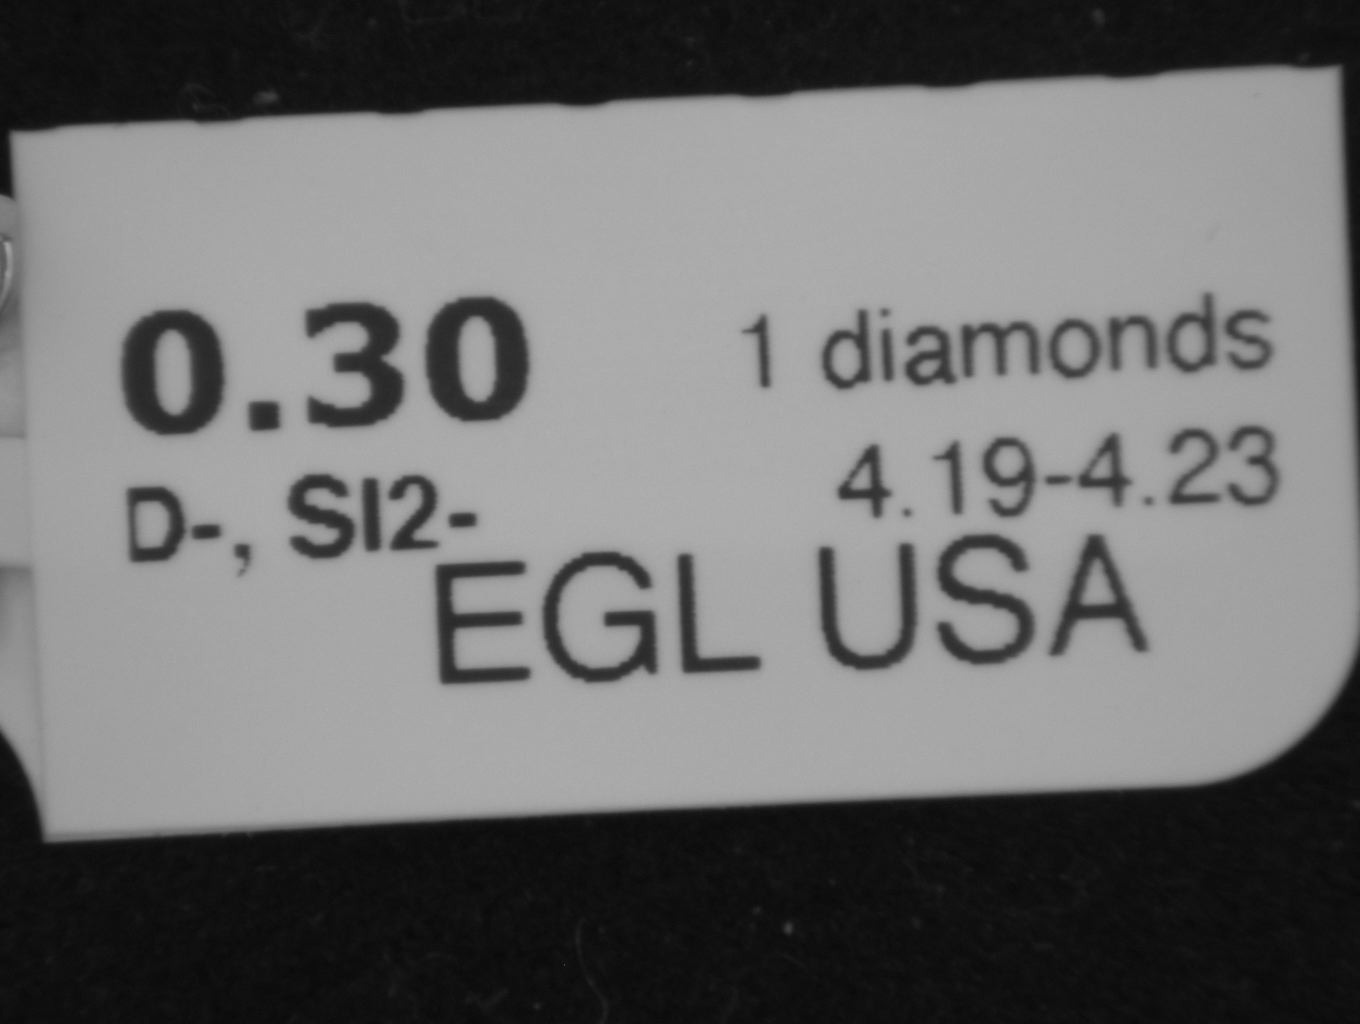 0.30 1 diamonds
D-, SI2- 4.19-4.23
EGL USA